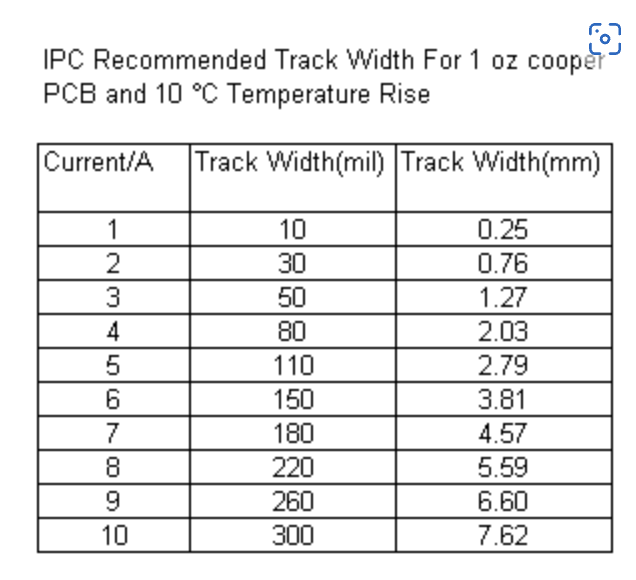 IPC Recommended Track Width For 1 oz cooper
PCB and 10 °C Temperature Rise
Current/A Track Width(mil) Track Width(mm)
1 10 0.25
2 30 0.76
3 50 1.27
4 80 2.03
5 110 2.79
6 150 3.81
7 180 4.57
8 220 5.59
9 260 6.60
10 300 7.62